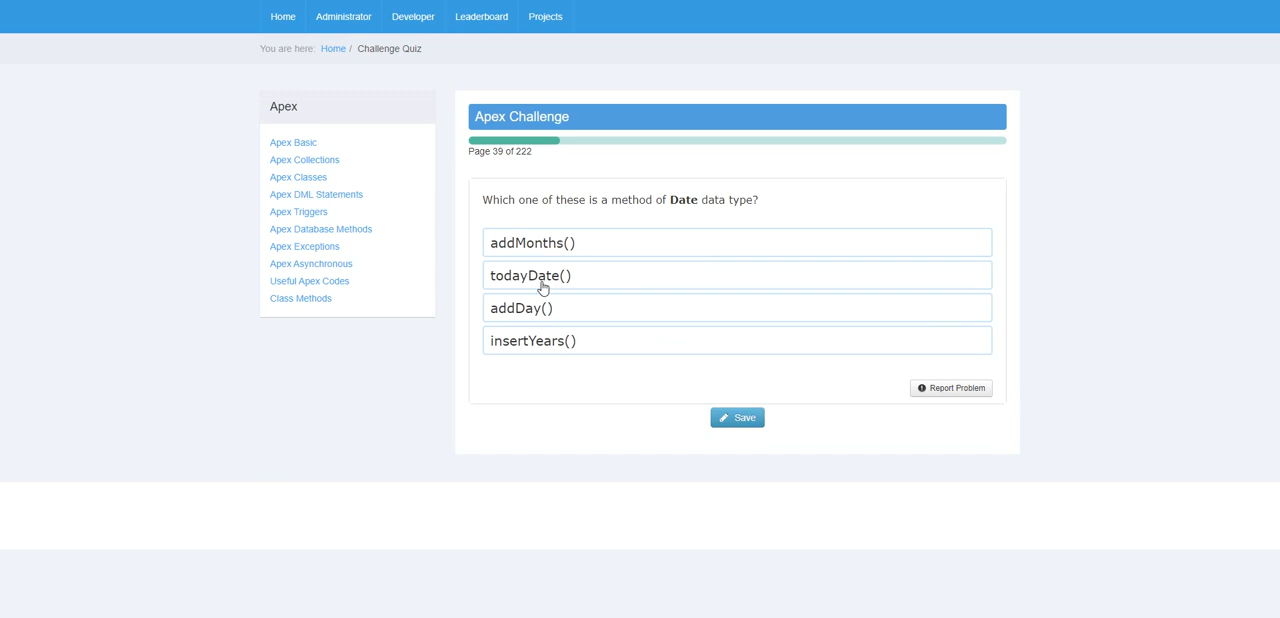 Home Administrator Developer Leaderboard Projects
You are here: Home / Challenge Quiz
Apex
Apex Basic
Apex Collections
Apex Classes
Apex DML Statements
Apex Triggers
Apex Database Methods
Apex Exceptions
Apex Asynchronous
Useful Apex Codes
Class Methods
Apex Challenge
Page 39 of 222
Which one of these is a method of Date data type?
addMonths()
todayDate()
addDay()
insertYears()
Report Problem
Save